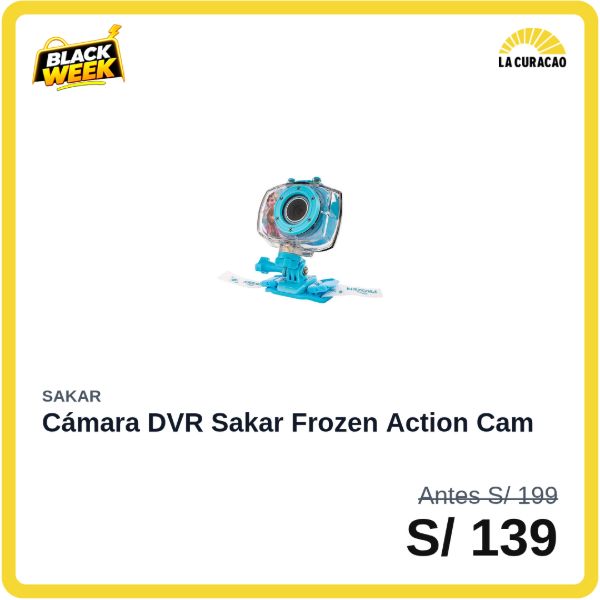 BLACK
WEEK
LA CURACAO
SAKAR
Cámara DVR Sakar Frozen Action Cam
Antes S/ 199
S/ 139